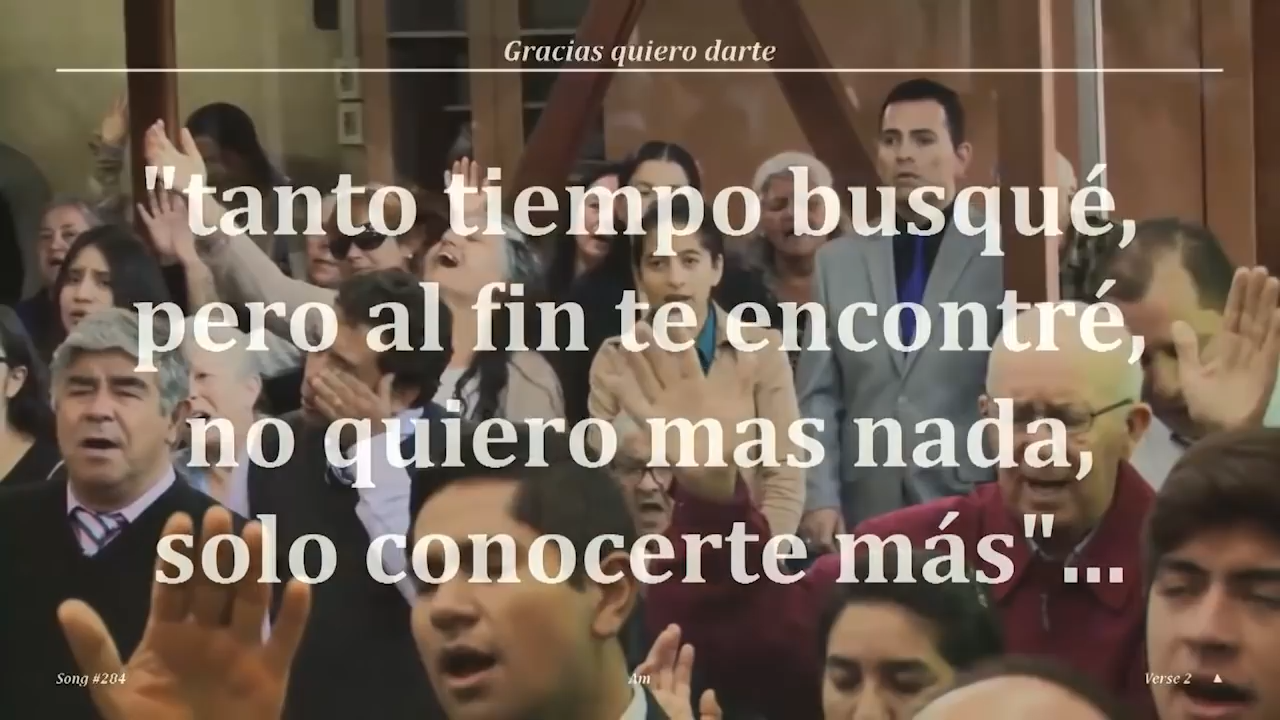 Gracias quiero darte
"tanto tiempo busqué,
pero al fin te encontré,
no quiero mas nada,
solo conocerte más"...
Song #284
Am
Verse 2 ▲